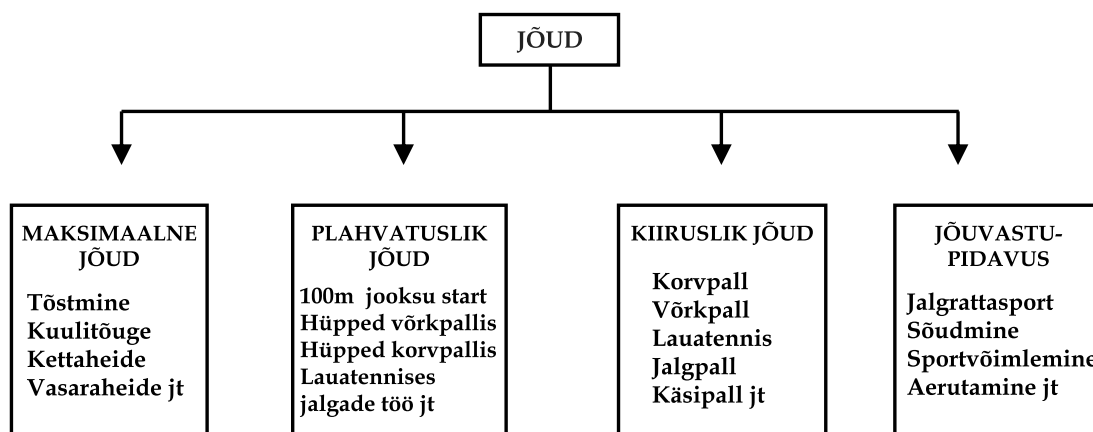 JÕUD
MAKSIMAALNE
JÕUD
Tõstmine
Kuulitõuge
Kettaheide
Vasaraheide jt
PLAHVATUSLIK
JÕUD
100m jooksu start
Hüpped võrkpallis
Hüpped korvpallis
Lauatennises
jalgade töö jt
KIIRUSLIK JÕUD
Korvpall
Võrkpall
Lauatennis
Jalgpall
Käsipall jt
JÕUVASTU-
PIDAVUS
Jalgrattasport
Sõudmine
Sportvõimlemine
Aerutamine jt